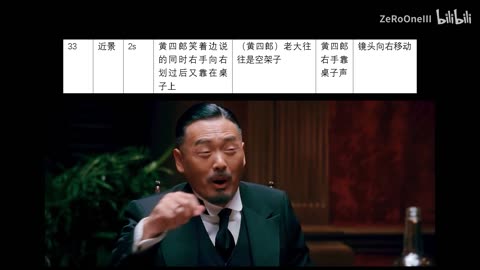 ZeRoOneIII bilibili
33 近景 2s 黄四郎笑着边说 （黄四郎）老大往 黄四郎 镜头向右移动
的同时右手向右 往是空架子 右手靠
划过后又靠在桌 桌子声
子上